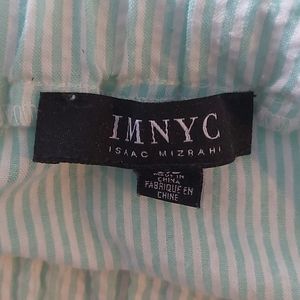 IMNYC
ISAAC MIZRAHI
MADE IN
CHINA
FABRIQUE EN
CHINE